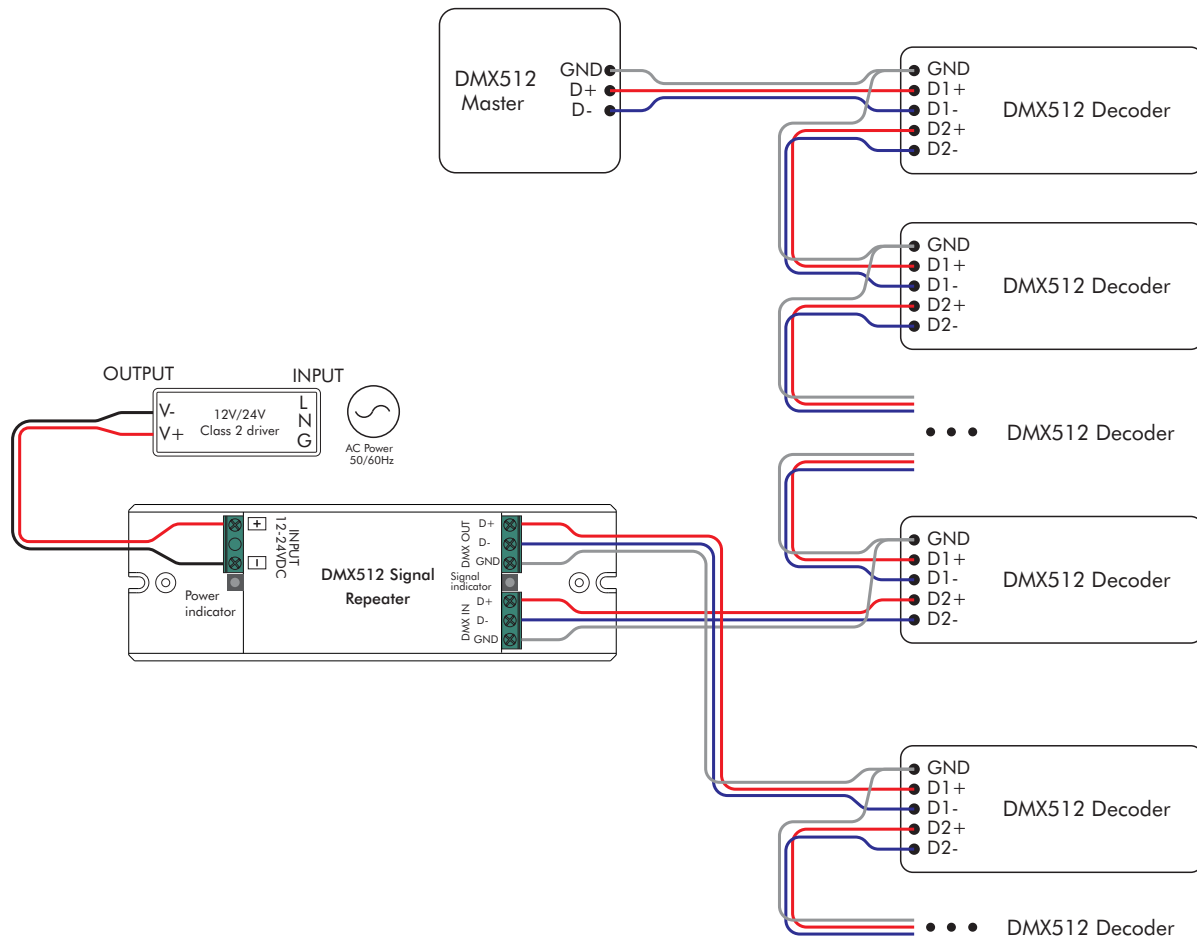 DMX512
Master
GND
D+
D-
GND
D1+
D1-
D2+
D2-
DMX512 Decoder
GND
D1+
D1-
D2+
D2-
DMX512 Decoder
OUTPUT
INPUT
V-
V+
12V/24V
Class 2 driver
L
N
G
AC Power
50/60Hz
• • • DMX512 Decoder
+
−
INPUT
12-24VDC
Power
indicator
DMX512 Signal
Repeater
DMX OUT
D+
D-
GND
Signal
indicator
DMX IN
D+
D-
GND
GND
D1+
D1-
D2+
D2-
DMX512 Decoder
GND
D1+
D1-
D2+
D2-
DMX512 Decoder
• • • DMX512 Decoder